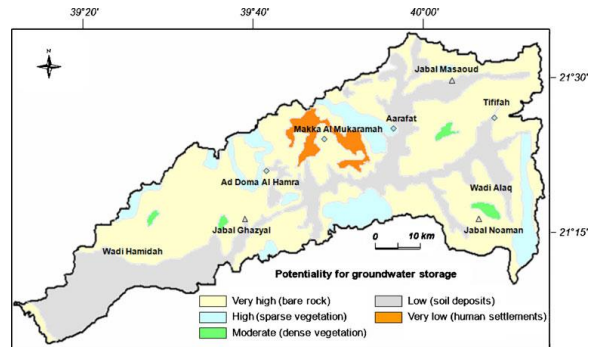 39°20' 39°40' 40°00'
N
Jabal Masaoud
21°30'
Tififah
Aarafat
Makka Al Mukaramah
Ad Doma Al Hamra
Wadi Alaq
Jabal Ghazyal
Jabal Noaman
21°15'
Wadi Hamidah
0 10 km
Potentiality for groundwater storage
Very high (bare rock)
Low (soil deposits)
High (sparse vegetation)
Very low (human settlements)
Moderate (dense vegetation)